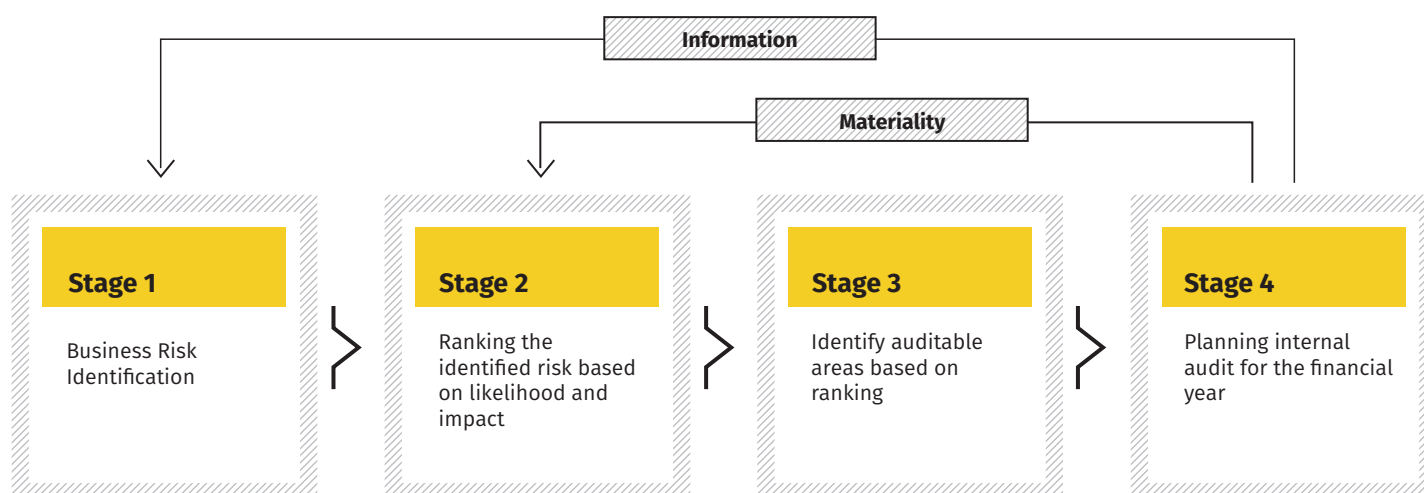 Information
Materiality
Stage 1
Business Risk
Identification
Stage 2
Ranking the
identified risk based
on likelihood and
impact
Stage 3
Identify auditable
areas based on
ranking
Stage 4
Planning internal
audit for the financial
year